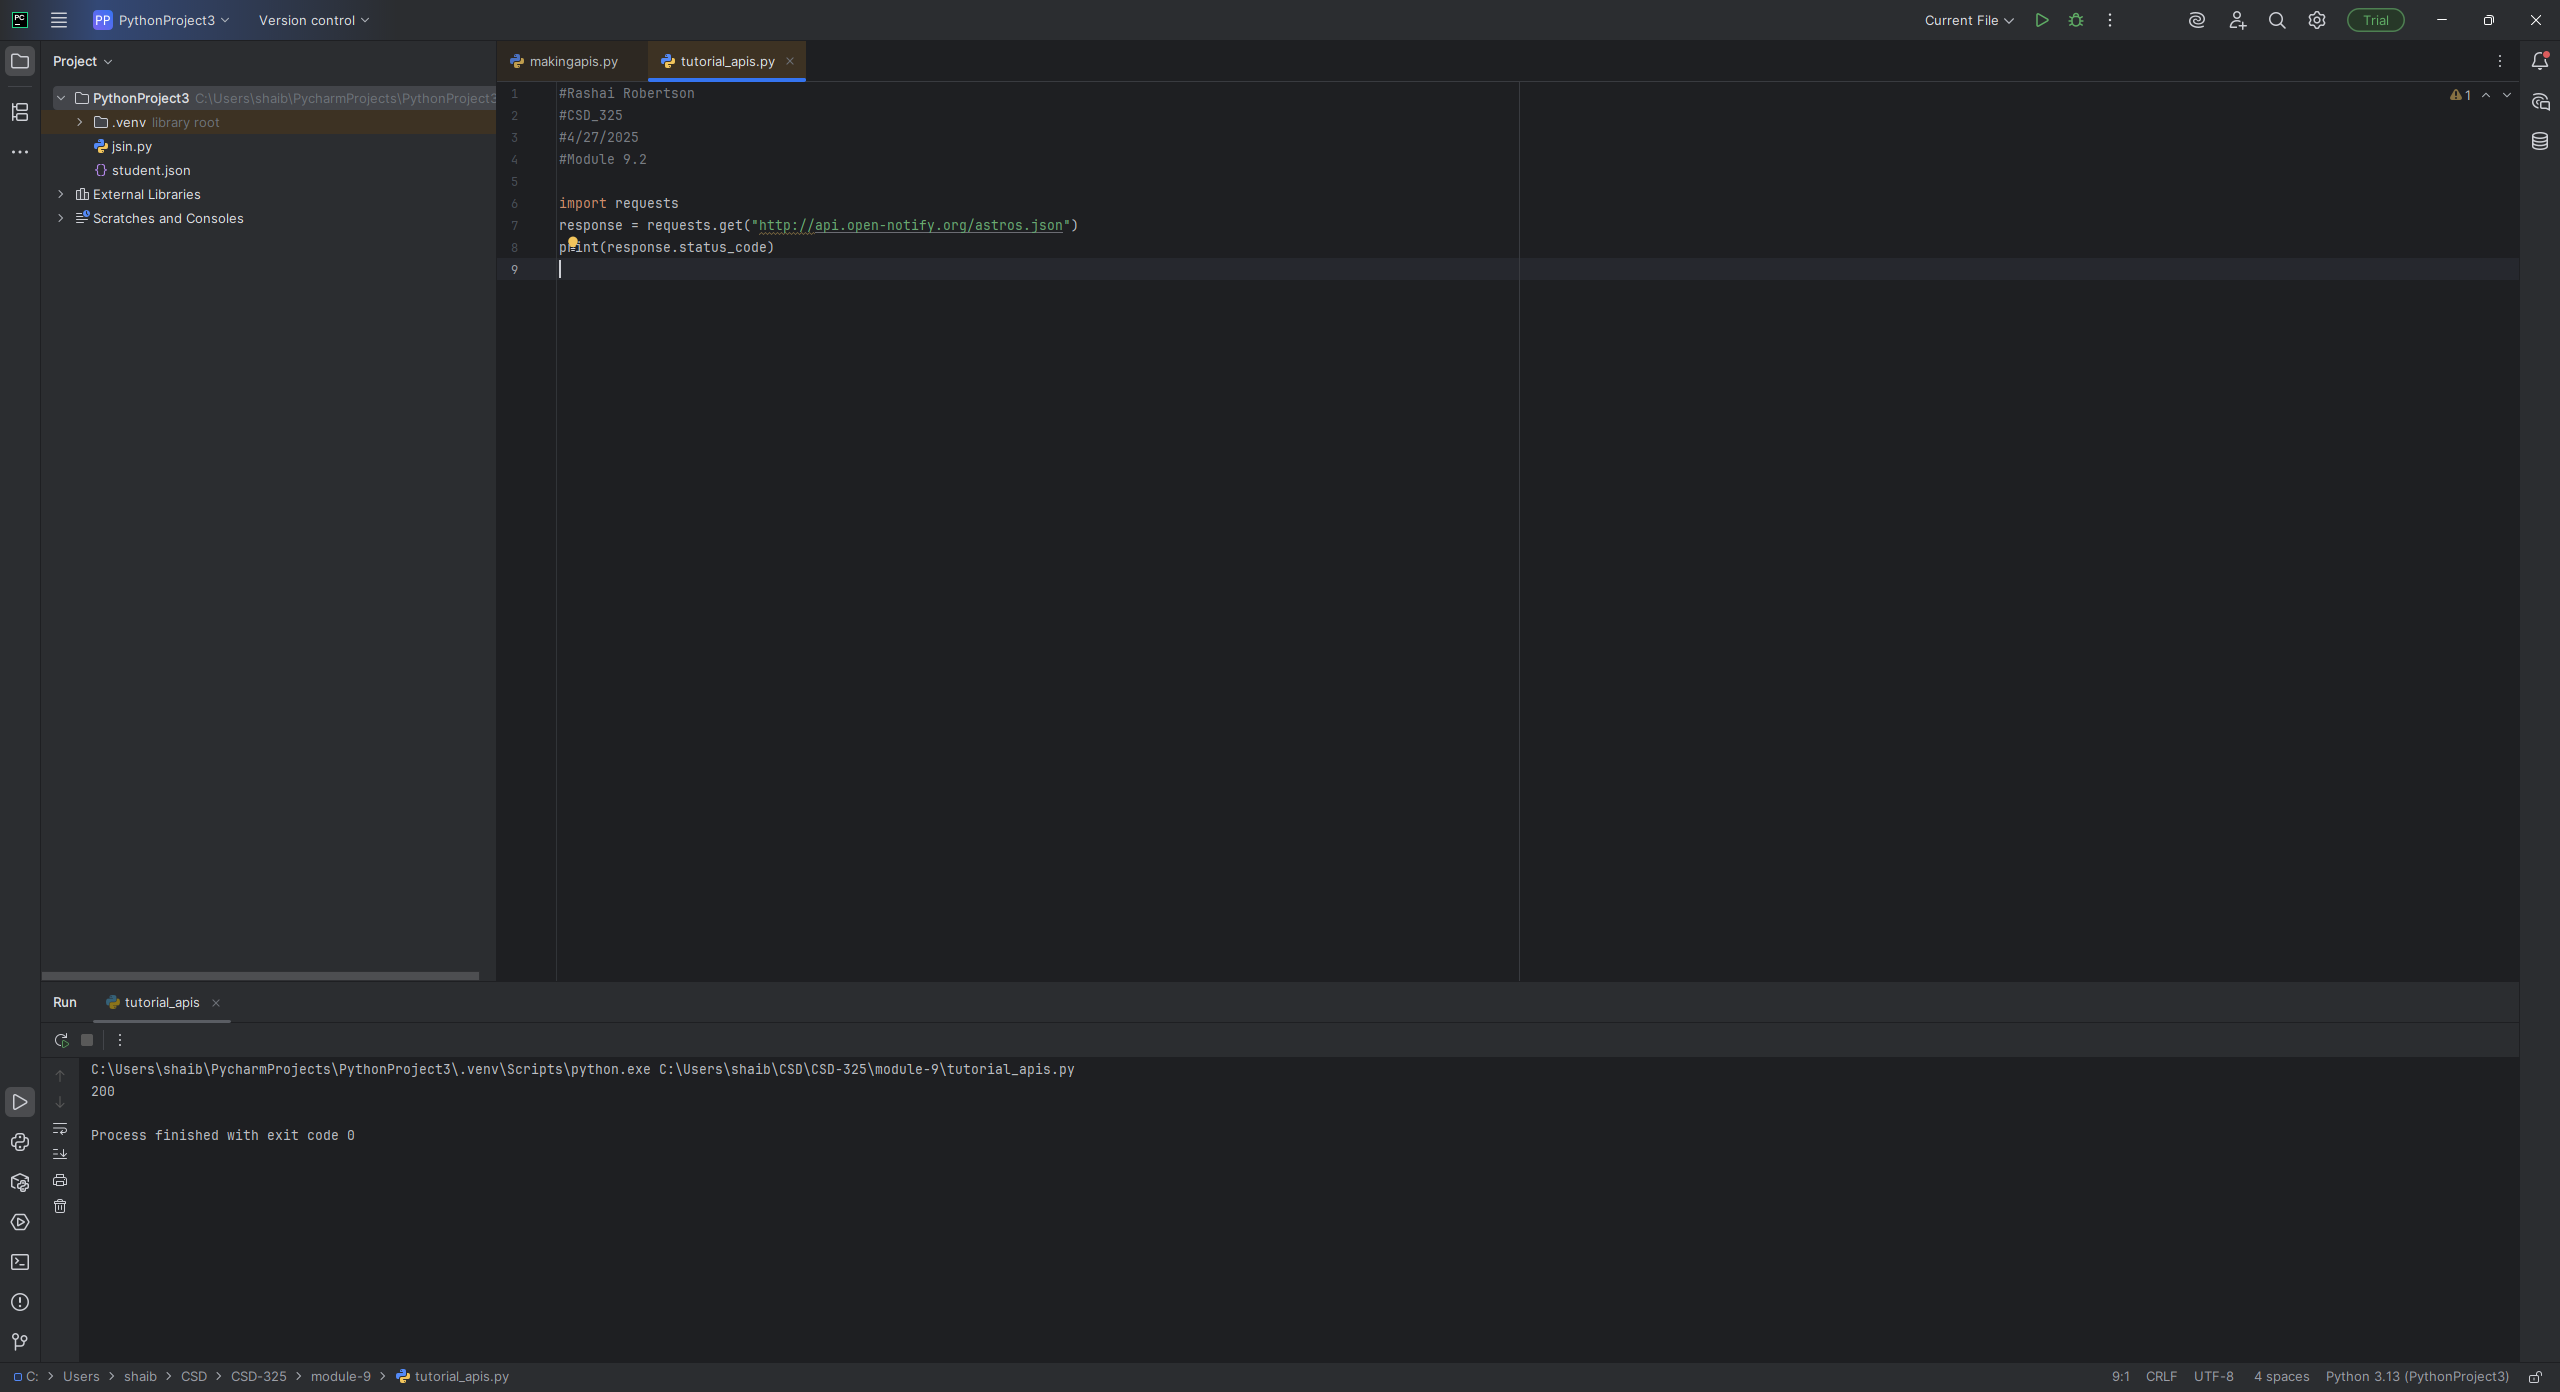 PC
PP PythonProject3 Version control
Current File Trial
Project
makingapis.py tutorial_apis.py
PythonProject3 C:\Users\shaib\PycharmProjects\PythonProject3
.venv library root
jsin.py
{} student.json
External Libraries
Scratches and Consoles
1 #Rashai Robertson
2 #CSD_325
3 #4/27/2025
4 #Module 9.2
5
6 import requests
7 response = requests.get("http://api.open-notify.org/astros.json")
8 print(response.status_code)
9
1
Run tutorial_apis
C:\Users\shaib\PycharmProjects\PythonProject3\.venv\Scripts\python.exe C:\Users\shaib\CSD\CSD-325\module-9\tutorial_apis.py
200
Process finished with exit code 0
C: > Users > shaib > CSD > CSD-325 > module-9 > tutorial_apis.py
9:1 CRLF UTF-8 4 spaces Python 3.13 (PythonProject3)